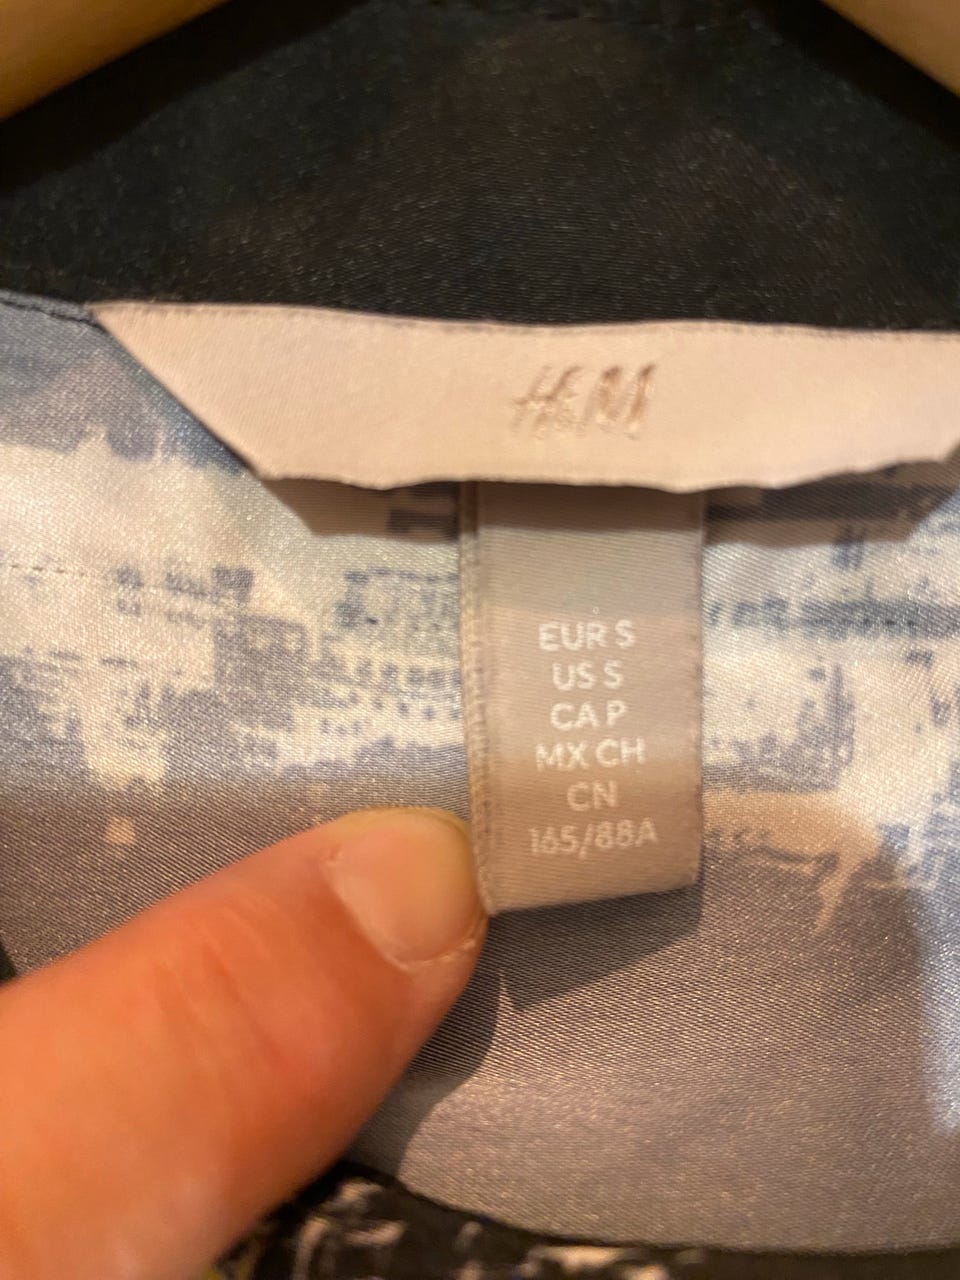 H&M
EUR S
US S
CA P
MX CH
CN
165/88A